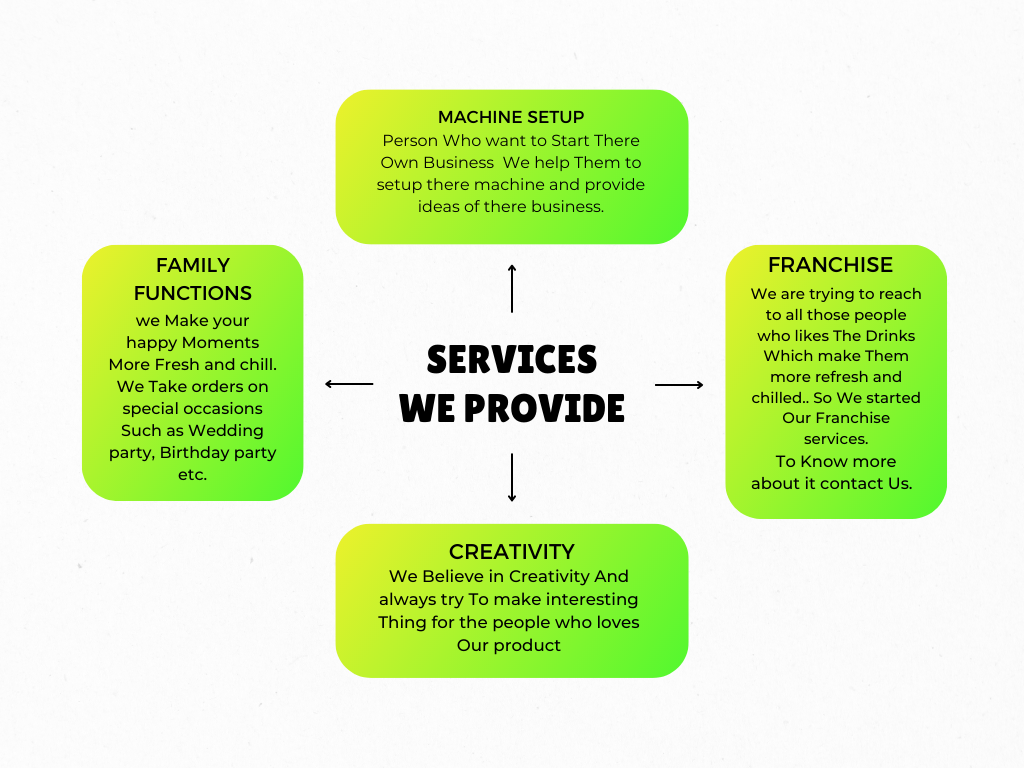 MACHINE SETUP
Person Who want to Start There
Own Business  We help Them to
setup there machine and provide
ideas of there business.
FAMILY
FUNCTIONS
we Make your
happy Moments
More Fresh and chill.
We Take orders on
special occasions
Such as Wedding
party, Birthday party
etc.
SERVICES
WE PROVIDE
FRANCHISE
We are trying to reach
to all those people
who likes The Drinks
Which make Them
more refresh and
chilled.. So We started
Our Franchise
services.
To Know more
about it contact Us.
CREATIVITY
We Believe in Creativity And
always try To make interesting
Thing for the people who loves
Our product